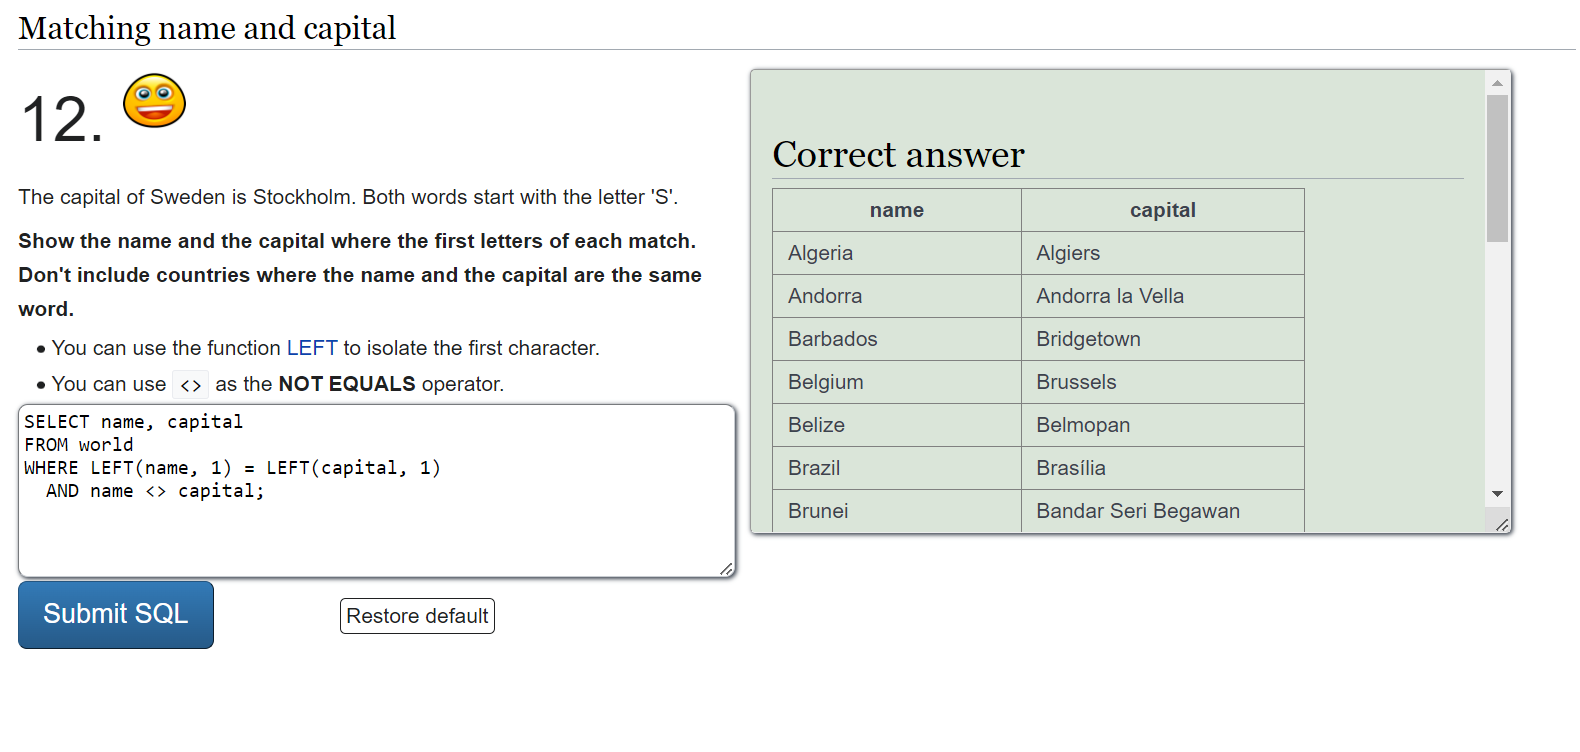 Matching name and capital
12.
The capital of Sweden is Stockholm. Both words start with the letter 'S'.
Show the name and the capital where the first letters of each match.
Don't include countries where the name and the capital are the same
word.
• You can use the function LEFT to isolate the first character.
• You can use <> as the NOT EQUALS operator.
SELECT name, capital
FROM world
WHERE LEFT(name, 1) = LEFT(capital, 1)
  AND name <> capital;
Submit SQL
Restore default
Correct answer
name capital
Algeria Algiers
Andorra Andorra la Vella
Barbados Bridgetown
Belgium Brussels
Belize Belmopan
Brazil Brasília
Brunei Bandar Seri Begawan